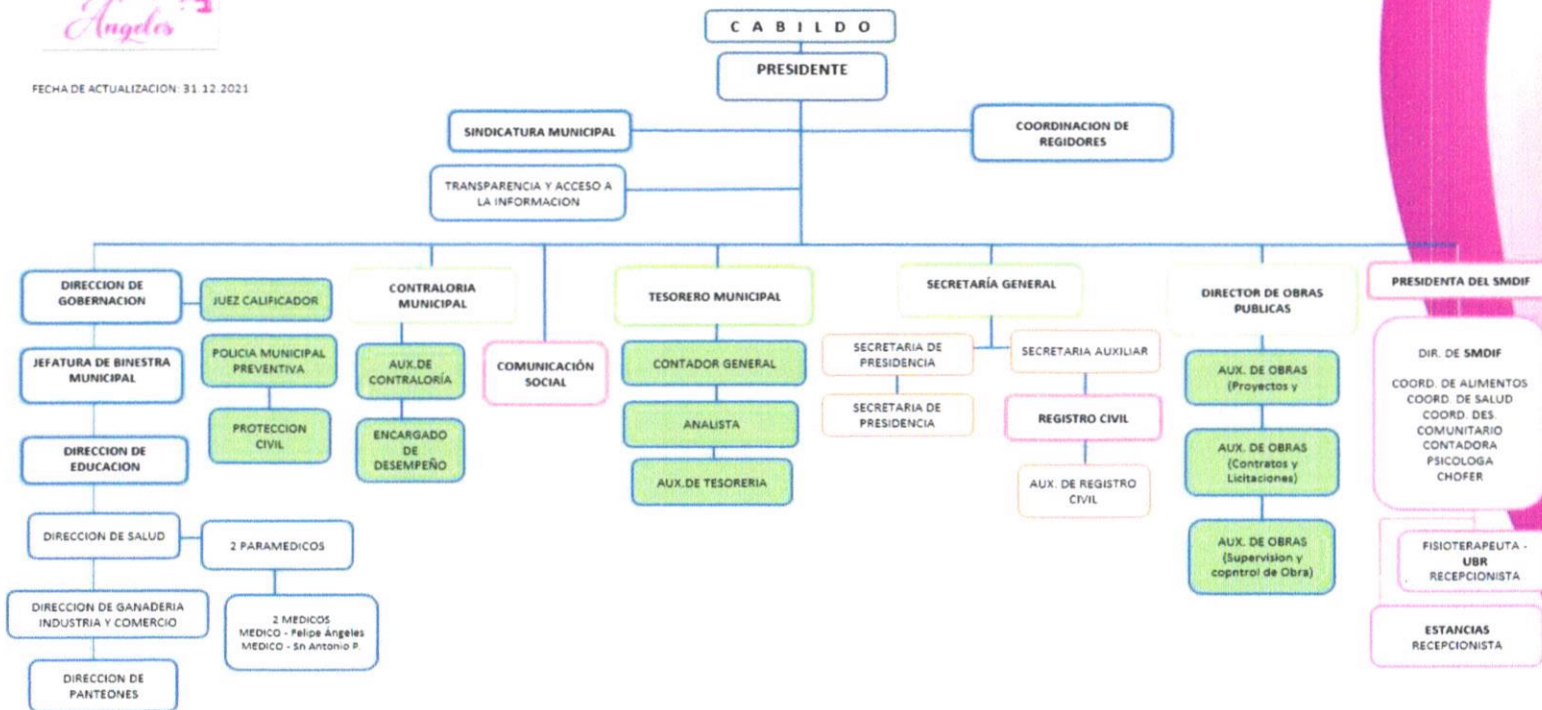 Ángeles
FECHA DE ACTUALIZACION: 31.12.2021
C A B I L D O
PRESIDENTE
SINDICATURA MUNICIPAL
COORDINACION DE
REGIDORES
TRANSPARENCIA Y ACCESO A
LA INFORMACION
DIRECCION DE
GOBERNACION
JUEZ CALIFICADOR
JEFATURA DE BINESTRA
MUNICIPAL
POLICIA MUNICIPAL
PREVENTIVA
PROTECCION
CIVIL
DIRECCION DE
EDUCACION
DIRECCION DE SALUD
2 PARAMEDICOS
2 MEDICOS
MEDICO - Felipe Ángeles
MEDICO - Sn Antonio P.
DIRECCION DE GANADERIA
INDUSTRIA Y COMERCIO
DIRECCION DE
PANTEONES
CONTRALORIA
MUNICIPAL
AUX.DE
CONTRALORÍA
ENCARGADO
DE
DESEMPEÑO
COMUNICACIÓN
SOCIAL
TESORERO MUNICIPAL
CONTADOR GENERAL
ANALISTA
AUX.DE TESORERIA
SECRETARÍA GENERAL
SECRETARIA DE
PRESIDENCIA
SECRETARIA DE
PRESIDENCIA
SECRETARIA AUXILIAR
REGISTRO CIVIL
AUX. DE REGISTRO
CIVIL
DIRECTOR DE OBRAS
PUBLICAS
AUX. DE OBRAS
(Proyectos y
AUX. DE OBRAS
(Contratos y
Licitaciones)
AUX. DE OBRAS
(Supervision y
copntrol de Obra)
PRESIDENTA DEL SMDIF
DIR. DE SMDIF
COORD. DE ALIMENTOS
COORD. DE SALUD
COORD. DES.
COMUNITARIO
CONTADORA
PSICOLOGA
CHOFER
FISIOTERAPEUTA -
UBR
RECEPCIONISTA
ESTANCIAS
RECEPCIONISTA